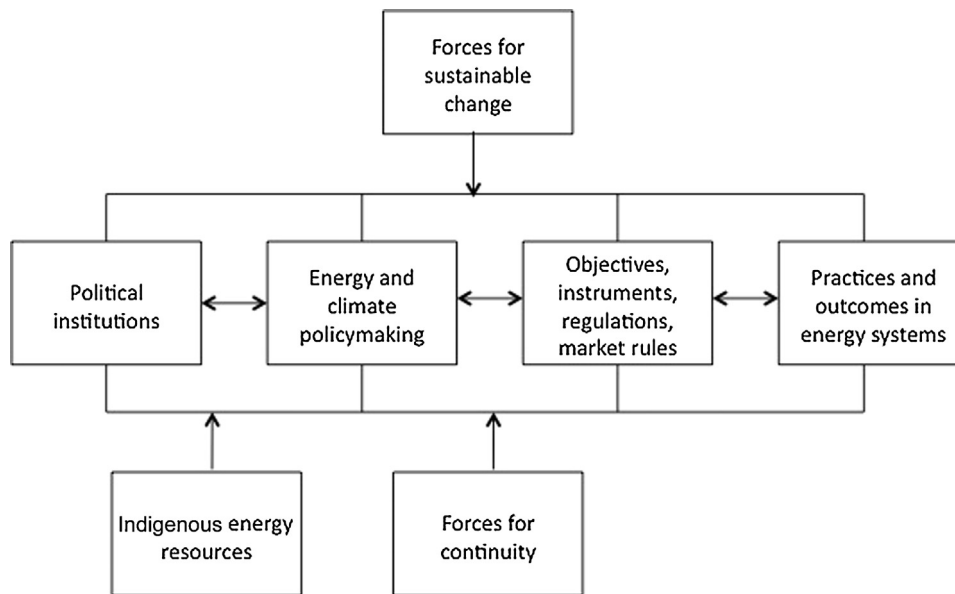 Forces for
sustainable
change
Political
institutions
Energy and
climate
policymaking
Objectives,
instruments,
regulations,
market rules
Practices and
outcomes in
energy systems
Indigenous energy
resources
Forces for
continuity